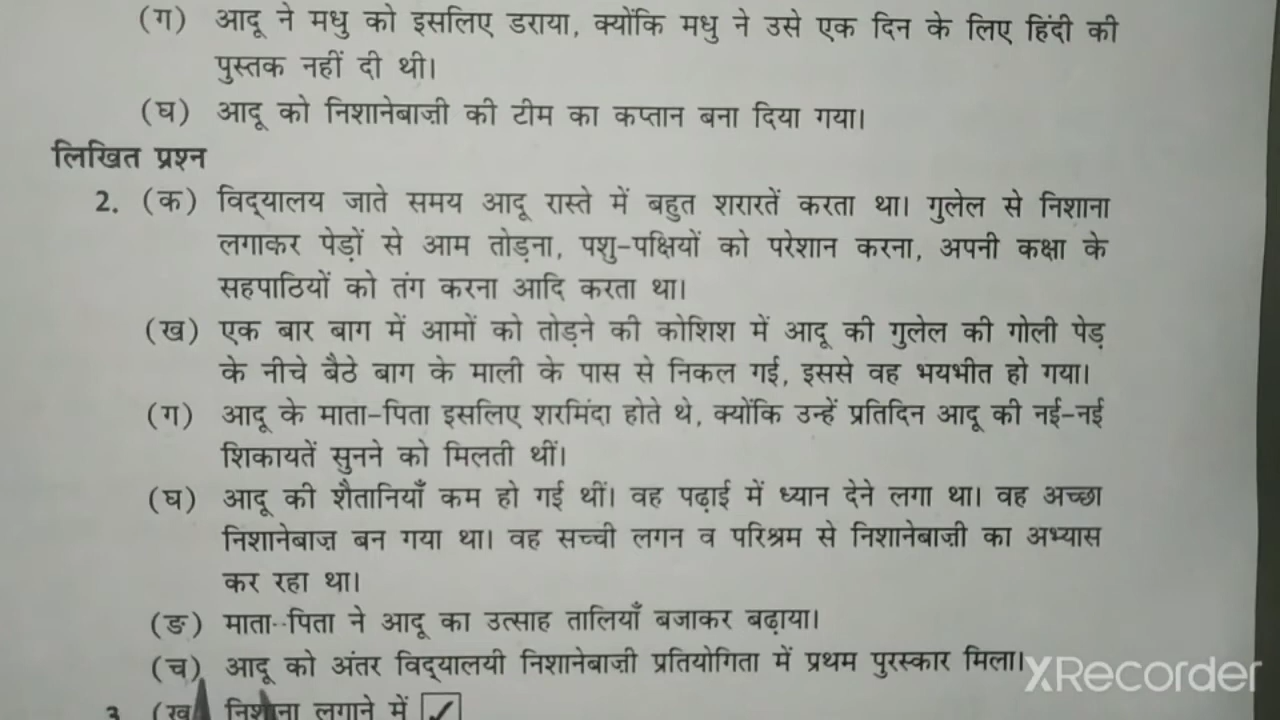 (ग) आदू ने मधु को इसलिए डराया, क्योंकि मधु ने उसे एक दिन के लिए हिंदी की
पुस्तक नहीं दी थी।
(घ) आदू को निशानेबाज़ी की टीम का कप्तान बना दिया गया।
लिखित प्रश्न
2. (क) विद्‌यालय जाते समय आदू रास्ते में बहुत शरारतें करता था। गुलेल से निशाना
लगाकर पेड़ों से आम तोड़ना, पशु-पक्षियों को परेशान करना, अपनी कक्षा के
सहपाठियों को तंग करना आदि करता था।
(ख) एक बार बाग में आमों को तोड़ने की कोशिश में आदू की गुलेल की गोली पेड़
के नीचे बैठे बाग के माली के पास से निकल गई, इससे वह भयभीत हो गया।
(ग) आदू के माता-पिता इसलिए शरमिंदा होते थे, क्योंकि उन्हें प्रतिदिन आदू की नई-नई
शिकायतें सुनने को मिलती थीं।
(घ) आदू की शैतानियाँ कम हो गई थीं। वह पढ़ाई में ध्यान देने लगा था। वह अच्छा
निशानेबाज़ बन गया था। वह सच्ची लगन व परिश्रम से निशानेबाज़ी का अभ्यास
कर रहा था।
(ङ) माता-पिता ने आदू का उत्साह तालियाँ बजाकर बढ़ाया।
(च) आदू को अंतर विद्‌यालयी निशानेबाज़ी प्रतियोगिता में प्रथम पुरस्कार मिला।
XRecorder
3. (ख) निशाना लगाने में ✓